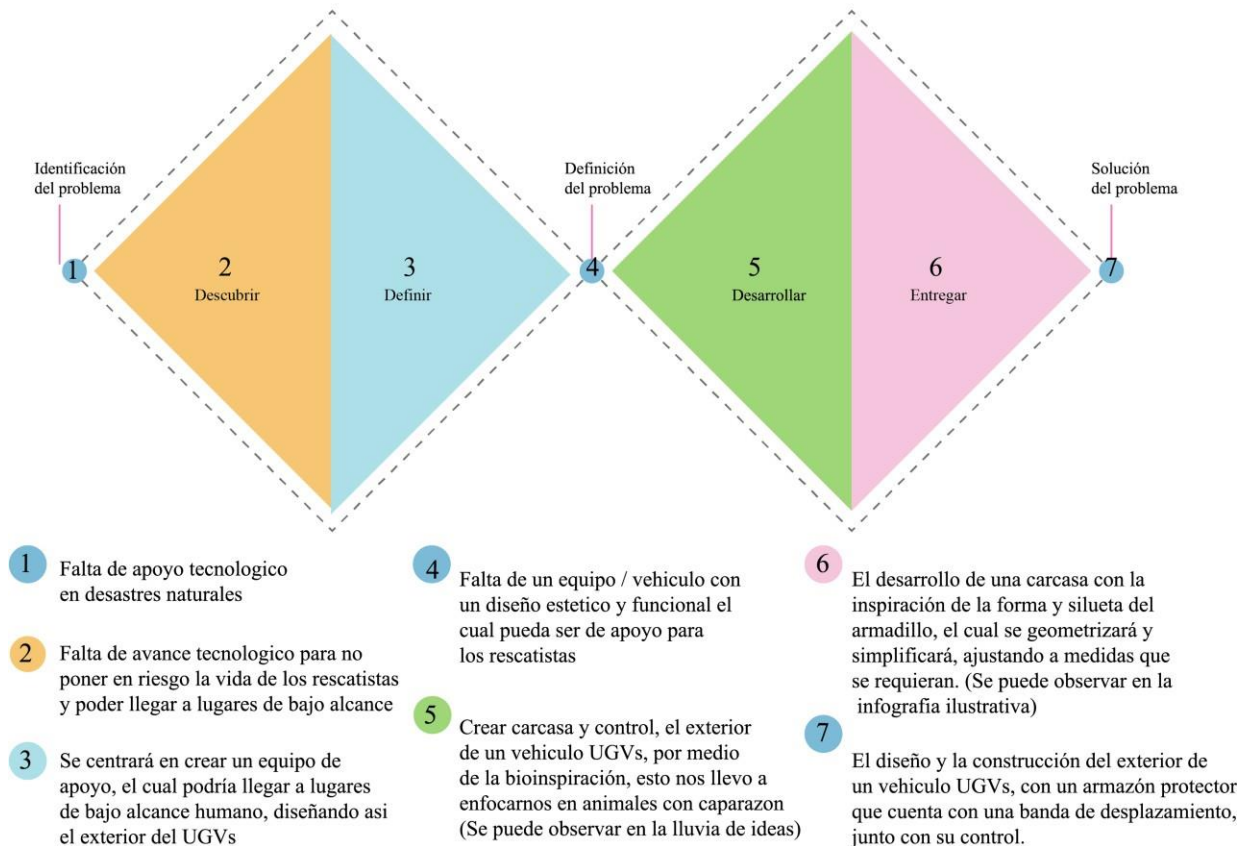 Identificación
del problema
Definición
del problema
Solución
del problema
1
2
Descubrir
3
Definir
4
5
Desarrollar
6
Entregar
7
1
Falta de apoyo tecnologico
en desastres naturales
2
Falta de avance tecnologico para no
poner en riesgo la vida de los rescatistas
y poder llegar a lugares de bajo alcance
3
Se centrará en crear un equipo de
apoyo, el cual podría llegar a lugares
de bajo alcance humano, diseñando asi
el exterior del UGVs
4
Falta de un equipo / vehiculo con
un diseño estetico y funcional el
cual pueda ser de apoyo para
los rescatistas
5
Crear carcasa y control, el exterior
de un vehiculo UGVs, por medio
de la bioinspiración, esto nos llevo a
enfocarnos en animales con caparazon
(Se puede observar en la lluvia de ideas)
6
El desarrollo de una carcasa con la
inspiración de la forma y silueta del
armadillo, el cual se geometrizará y
simplificará, ajustando a medidas que
se requieran. (Se puede observar en la
infografia ilustrativa)
7
El diseño y la construcción del exterior de
un vehiculo UGVs, con un armazón protector
que cuenta con una banda de desplazamiento,
junto con su control.